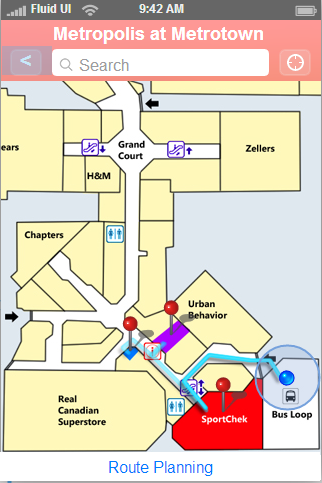 Fluid UI 9:42 AM
Metropolis at Metrotown
<
Search
Grand
Court
ears
Zellers
H&M
Chapters
Urban
Behavior
Real
Canadian
Superstore
SportChek
Bus Loop
Route Planning